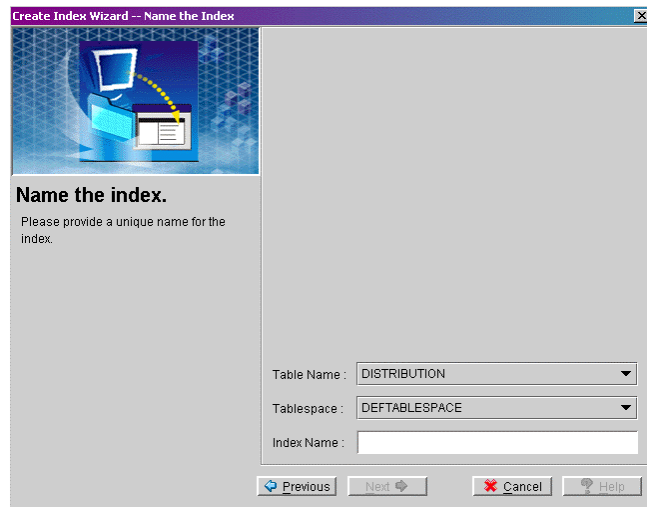 Create Index Wizard -- Name the Index
Name the index.
Please provide a unique name for the
index.
Table Name : DISTRIBUTION
Tablespace : DEFTABLESPACE
Index Name :
Previous Next Cancel Help